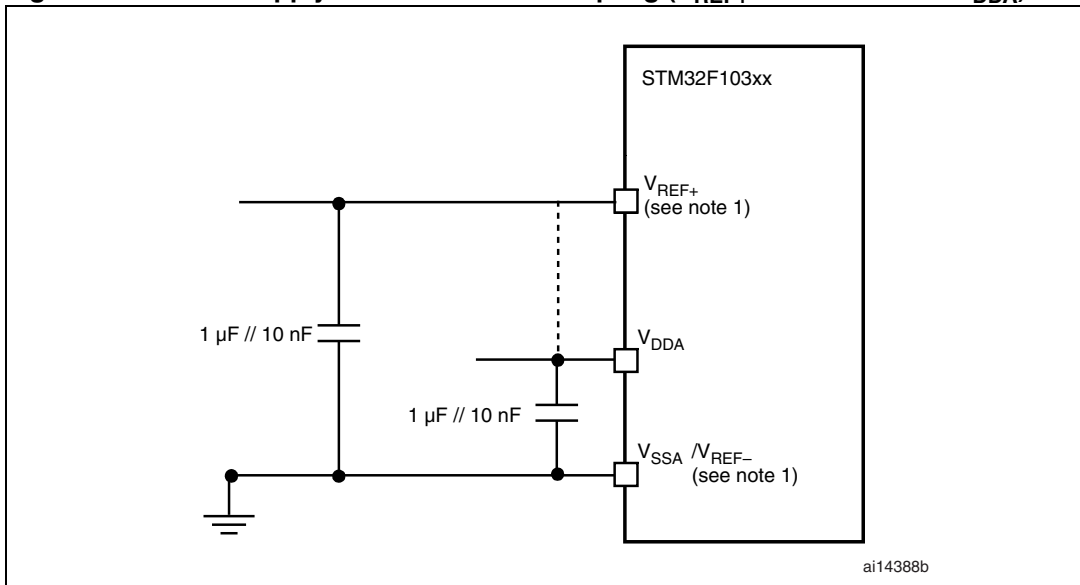 STM32F103xx
VREF+
(see note 1)
1 µF // 10 nF
VDDA
1 µF // 10 nF
VSSA /VREF–
(see note 1)
ai14388b